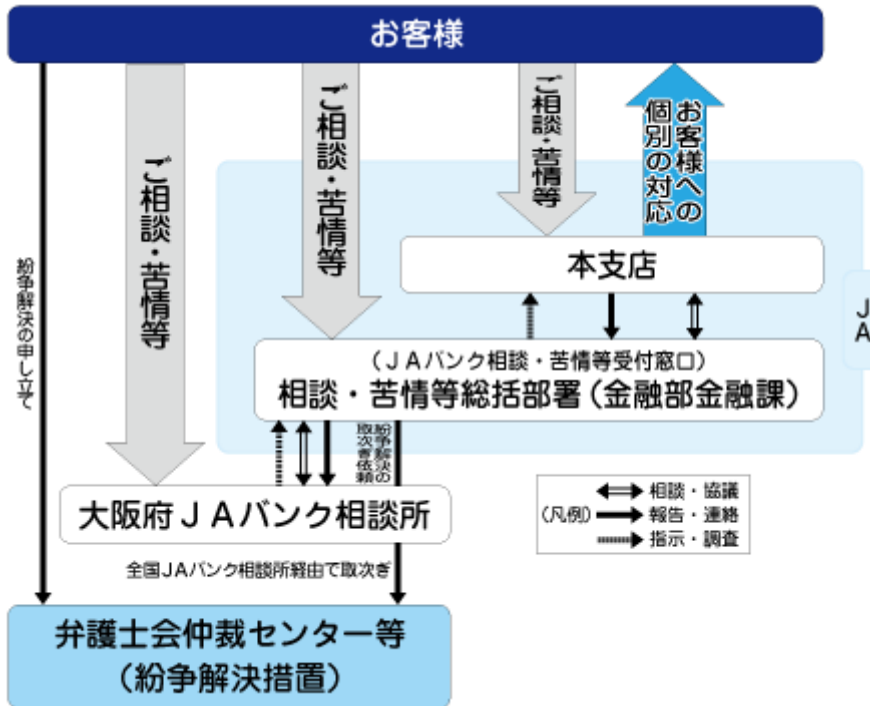 お客様
ご相談・苦情等
ご相談・苦情等
ご相談・苦情等
お客様への
個別の対応
紛争解決の申し立て
本支店
J
A
(JAバンク相談・苦情等受付窓口)
相談・苦情等総括部署(金融部金融課)
紛争解決の
取次ぎ依頼
大阪府JAバンク相談所
(凡例)
相談・協議
報告・連絡
指示・調査
全国JAバンク相談所経由で取次ぎ
弁護士会仲裁センター等
(紛争解決措置)